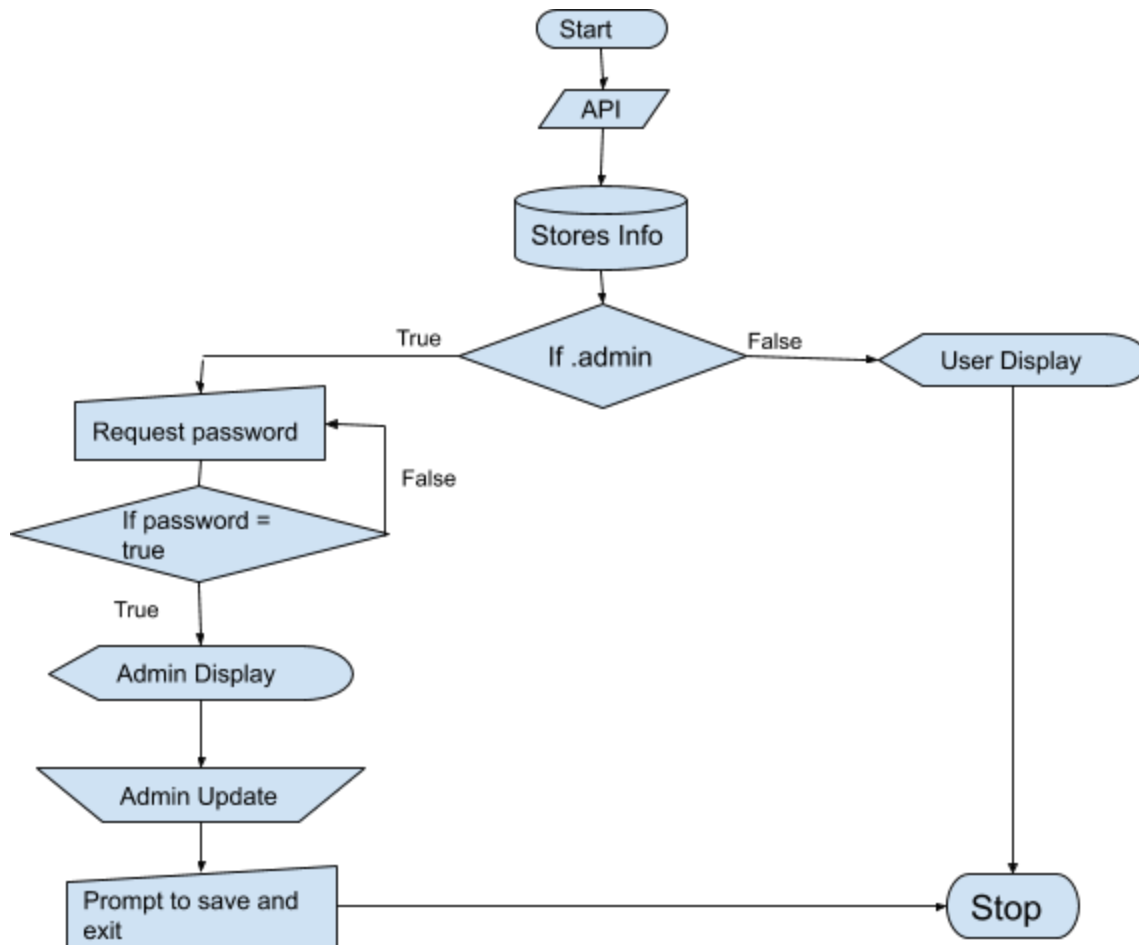 Start
API
Stores Info
True
If .admin
False
User Display
Request password
False
If password =
true
True
Admin Display
Admin Update
Prompt to save and
exit
Stop